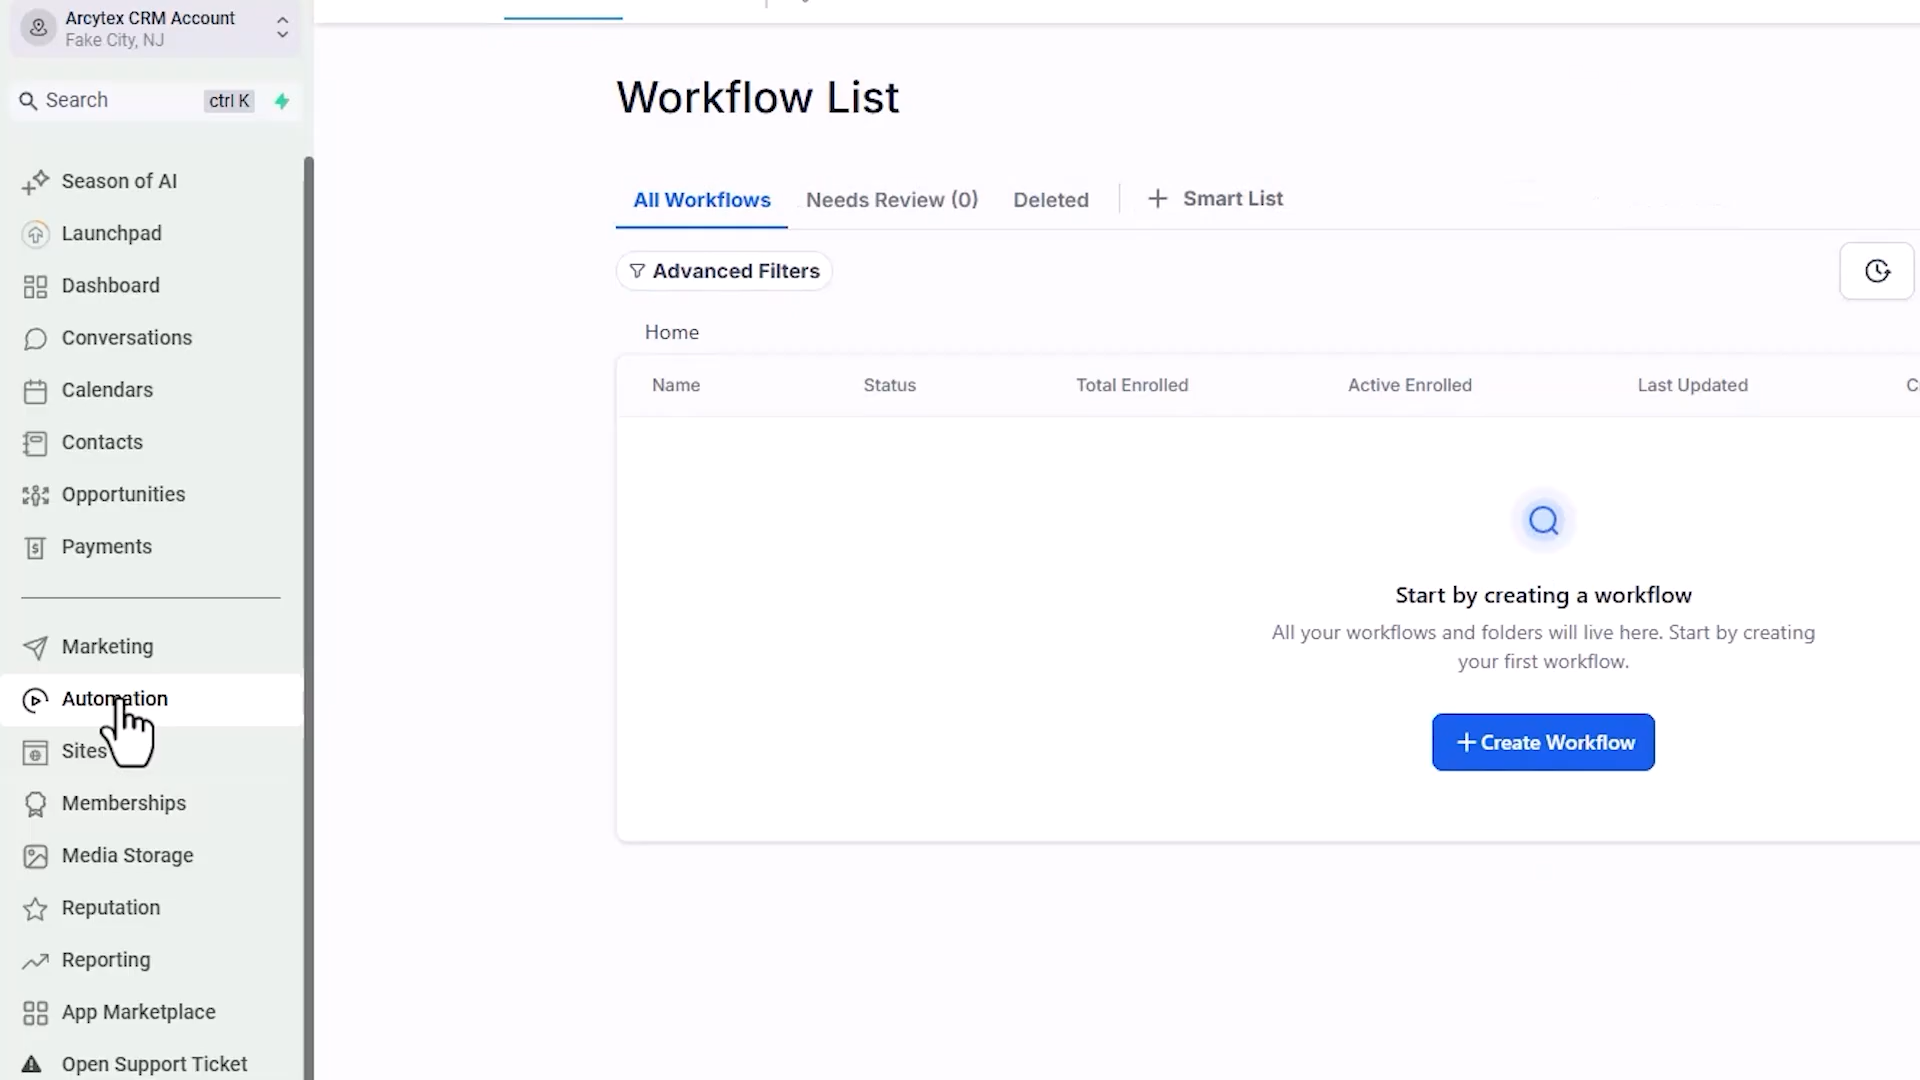 Arcytex CRM Account
Fake City, NJ
Search
ctrl K
Season of AI
Launchpad
Dashboard
Conversations
Calendars
Contacts
Opportunities
Payments
Marketing
Automation
Sites
Memberships
Media Storage
Reputation
Reporting
App Marketplace
Open Support Ticket
Workflow List
All Workflows Needs Review (0) Deleted + Smart List
Advanced Filters
Home
Name Status Total Enrolled Active Enrolled Last Updated
Start by creating a workflow
All your workflows and folders will live here. Start by creating
your first workflow.
+ Create Workflow